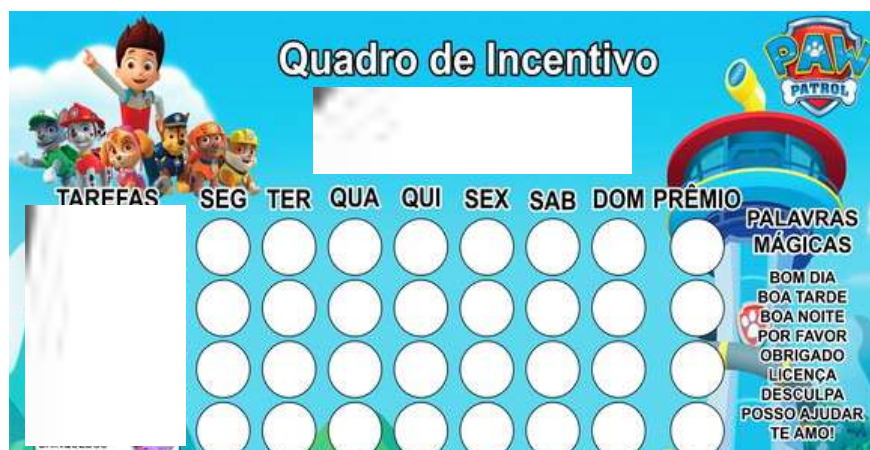 Quadro de Incentivo
PAW
PATROL
TAREFAS SEG TER QUA QUI SEX SAB DOM PRÊMIO
PALAVRAS
MÁGICAS
BOM DIA
BOA TARDE
BOA NOITE
POR FAVOR
OBRIGADO
LICENÇA
DESCULPA
POSSO AJUDAR
TE AMO!